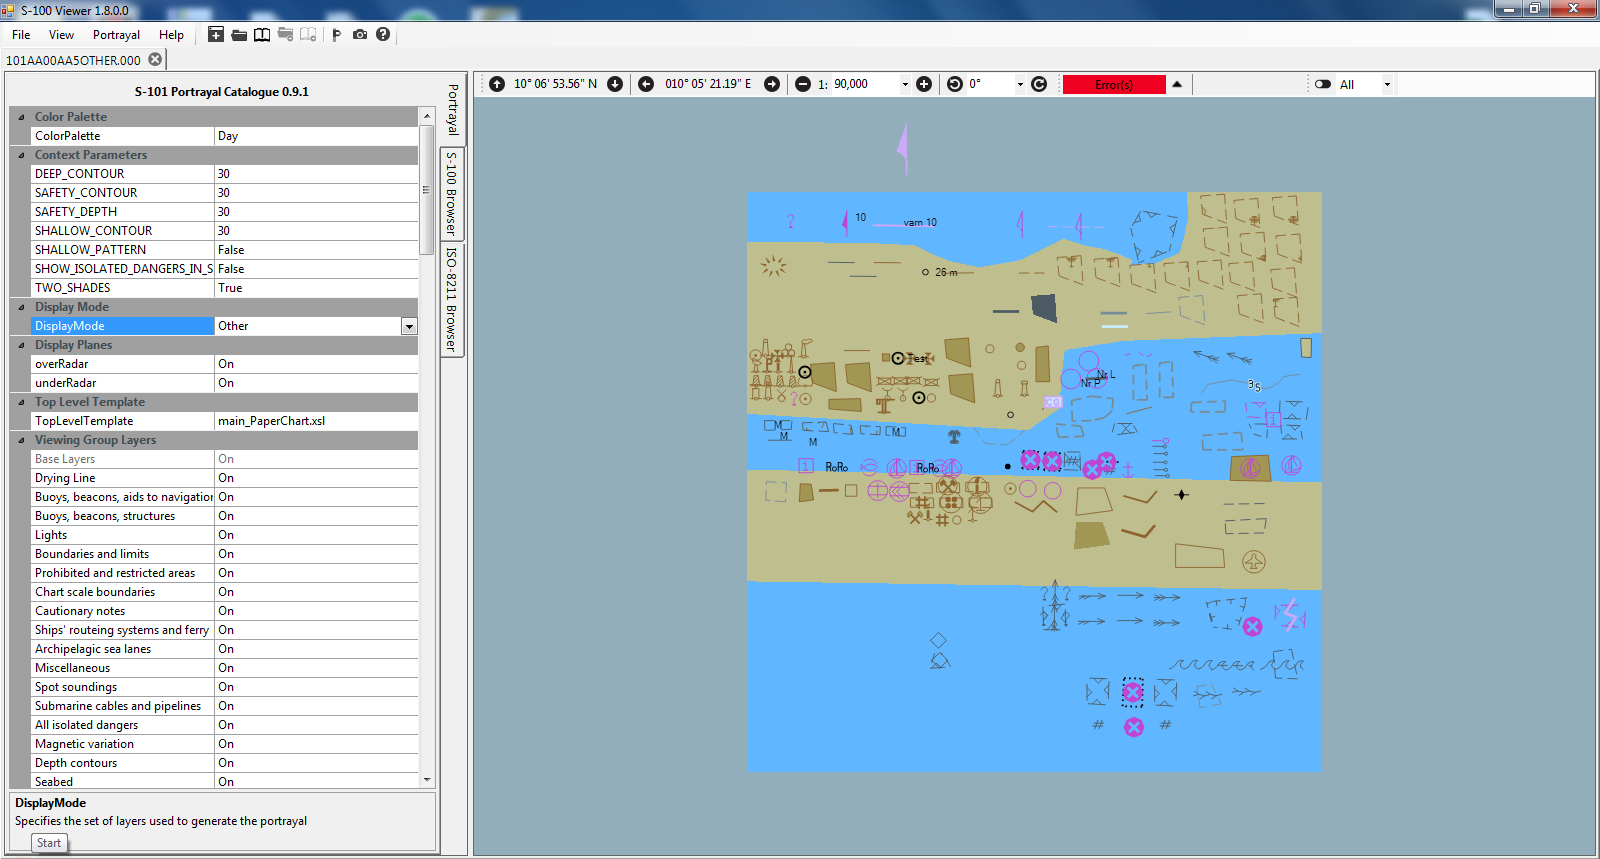 S-100 Viewer 1.8.0.0
File View Portrayal Help
101AA00AA5OTHER.000
10° 06' 53.56" N 010° 05' 21.19" E 1: 90,000 0° Error(s) All
S-101 Portrayal Catalogue 0.9.1
Color Palette
ColorPalette Day
Context Parameters
DEEP_CONTOUR 30
SAFETY_CONTOUR 30
SAFETY_DEPTH 30
SHALLOW_CONTOUR 30
SHALLOW_PATTERN False
SHOW_ISOLATED_DANGERS_IN_S False
TWO_SHADES True
Display Mode
DisplayMode Other
Display Planes
overRadar On
underRadar On
Top Level Template
TopLevelTemplate main_PaperChart.xsl
Viewing Group Layers
Base Layers On
Drying Line On
Buoys, beacons, aids to navigation On
Buoys, beacons, structures On
Lights On
Boundaries and limits On
Prohibited and restricted areas On
Chart scale boundaries On
Cautionary notes On
Ships' routeing systems and ferry On
Archipelagic sea lanes On
Miscellaneous On
Spot soundings On
Submarine cables and pipelines On
All isolated dangers On
Magnetic variation On
Depth contours On
Seabed On
DisplayMode
Specifies the set of layers used to generate the portrayal
Start
Portrayal
S-100 Browser
ISO-8211 Browser
? 10 varn 10
26 m
Test
Nr L
Nr P
35
CG
?
M
M M
M
1
1 RoRo RoRo
? ?
# #